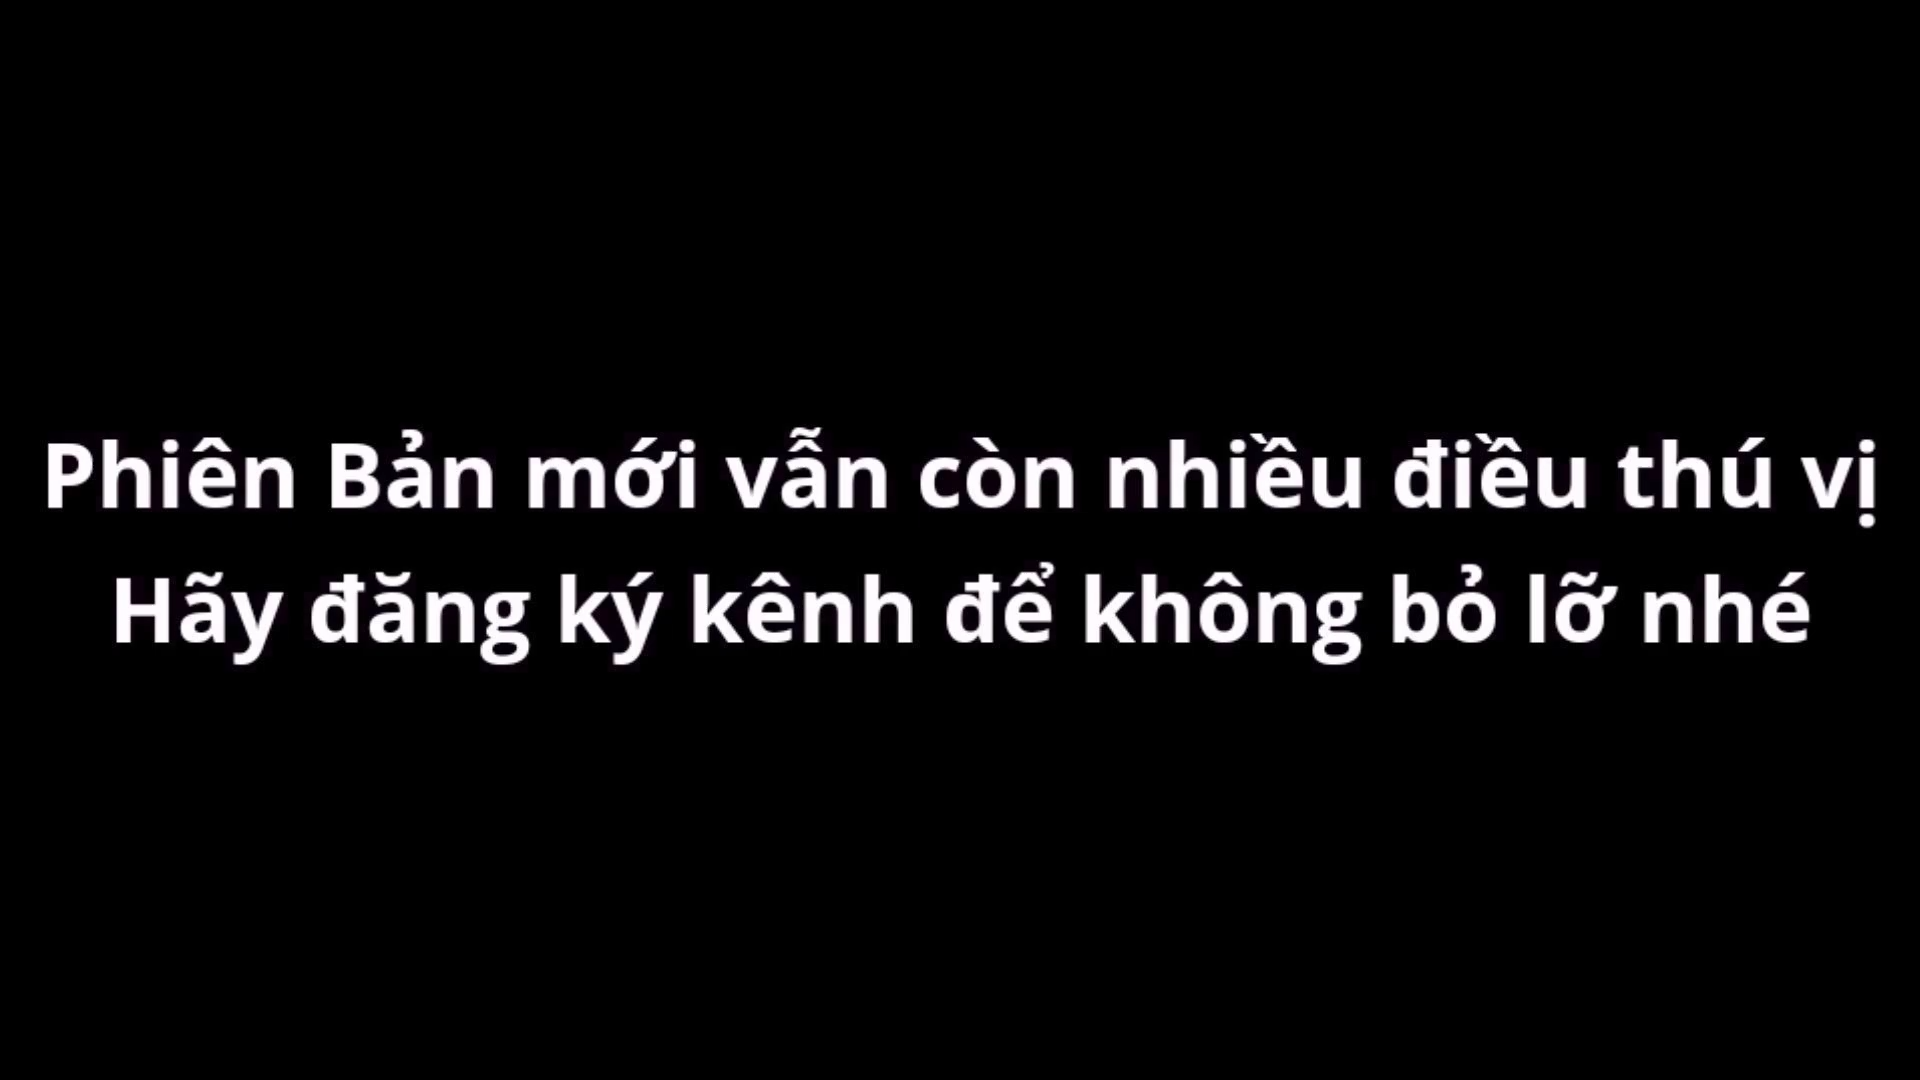 Phiên Bản mới vẫn còn nhiều điều thú vị
Hãy đăng ký kênh để không bỏ lỡ nhé